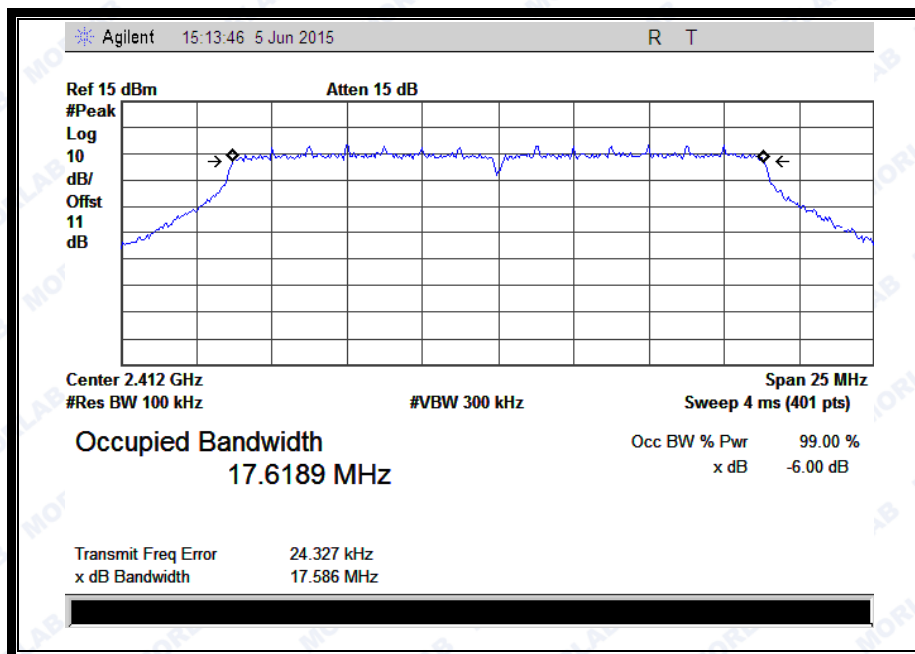 Agilent 15:13:46 5 Jun 2015 R T
Ref 15 dBm Atten 15 dB
#Peak
Log
10
dB/
Offst
11
dB
Center 2.412 GHz Span 25 MHz
#Res BW 100 kHz #VBW 300 kHz Sweep 4 ms (401 pts)
Occupied Bandwidth Occ BW % Pwr 99.00 %
17.6189 MHz x dB -6.00 dB
Transmit Freq Error 24.327 kHz
x dB Bandwidth 17.586 MHz